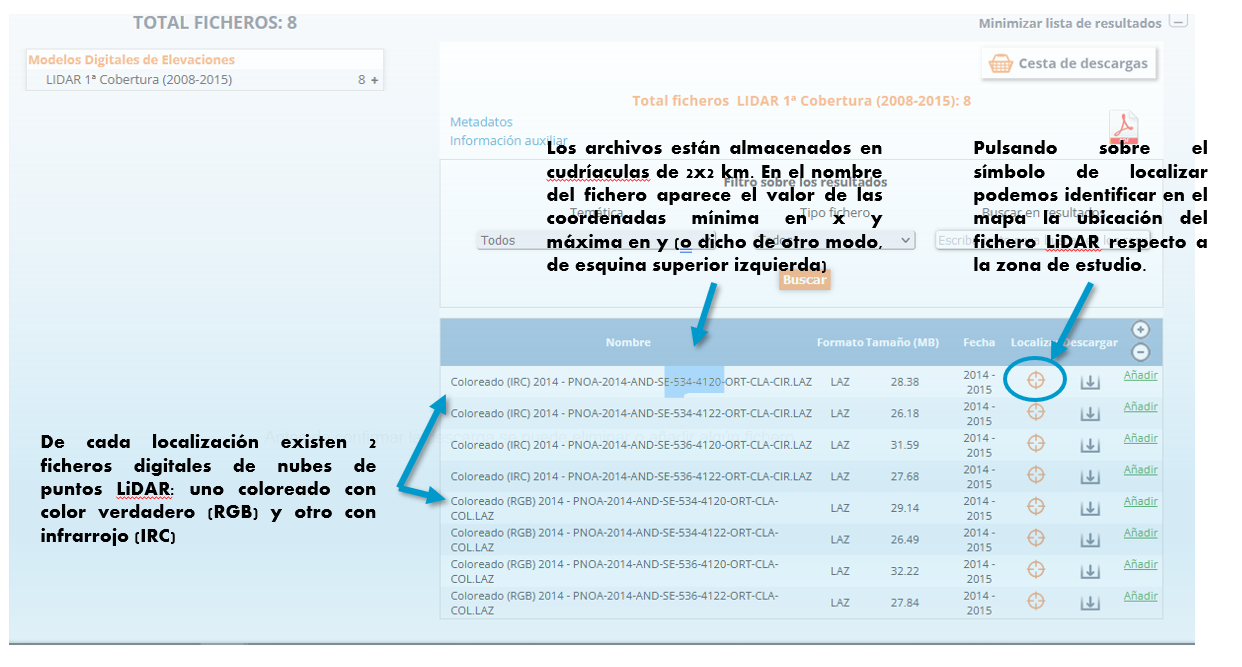 TOTAL FICHEROS: 8
Minimizar lista de resultados
Modelos Digitales de Elevaciones
LIDAR 1ª Cobertura (2008-2015) 8 +
Cesta de descargas
Total ficheros LIDAR 1ª Cobertura (2008-2015): 8
Metadatos
Información auxiliar
Los archivos están almacenados en
cudríaculas de 2x2 km. En el nombre
del fichero aparece el valor de las
coordenadas mínima en x y
máxima en y (o dicho de otro modo,
de esquina superior izquierda)
Pulsando sobre el
símbolo de localizar
podemos identificar en el
mapa la ubicación del
fichero LiDAR respecto a
la zona de estudio.
Filtro sobre los resultados
Temática Tipo fichero Buscar en resultados
Todos
Buscar
Nombre Formato Tamaño (MB) Fecha Localizar Descargar
Coloreado (IRC) 2014 - PNOA-2014-AND-SE-534-4120-ORT-CLA-CIR.LAZ LAZ 28.38 2014 - 2015 Añadir
Coloreado (IRC) 2014 - PNOA-2014-AND-SE-534-4122-ORT-CLA-CIR.LAZ LAZ 26.18 2014 - 2015 Añadir
Coloreado (IRC) 2014 - PNOA-2014-AND-SE-536-4120-ORT-CLA-CIR.LAZ LAZ 31.59 2014 - 2015 Añadir
Coloreado (IRC) 2014 - PNOA-2014-AND-SE-536-4122-ORT-CLA-CIR.LAZ LAZ 27.68 2014 - 2015 Añadir
Coloreado (RGB) 2014 - PNOA-2014-AND-SE-534-4120-ORT-CLA-
COL.LAZ LAZ 29.14 2014 - 2015 Añadir
Coloreado (RGB) 2014 - PNOA-2014-AND-SE-534-4122-ORT-CLA-
COL.LAZ LAZ 26.49 2014 - 2015 Añadir
Coloreado (RGB) 2014 - PNOA-2014-AND-SE-536-4120-ORT-CLA-
COL.LAZ LAZ 32.22 2014 - 2015 Añadir
Coloreado (RGB) 2014 - PNOA-2014-AND-SE-536-4122-ORT-CLA-
COL.LAZ LAZ 27.84 2014 - 2015 Añadir
De cada localización existen 2
ficheros digitales de nubes de
puntos LiDAR: uno coloreado con
color verdadero (RGB) y otro con
infrarrojo (IRC)